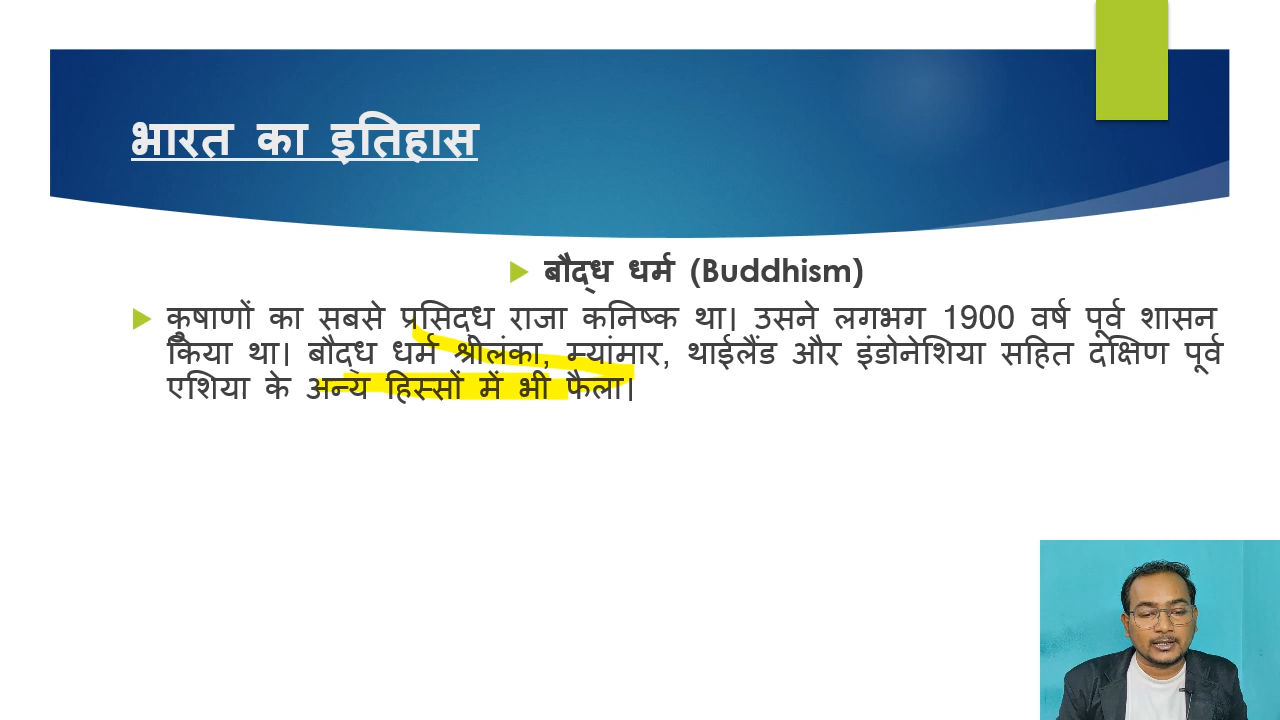 भारत का इतिहास
बौद्ध धर्म (Buddhism)
कुषाणों का सबसे प्रसिद्ध राजा कनिष्क था। उसने लगभग 1900 वर्ष पूर्व शासन
किया था। बौद्ध धर्म श्रीलंका, म्यांमार, थाईलैंड और इंडोनेशिया सहित दक्षिण पूर्व
एशिया के अन्य हिस्सों में भी फैला।